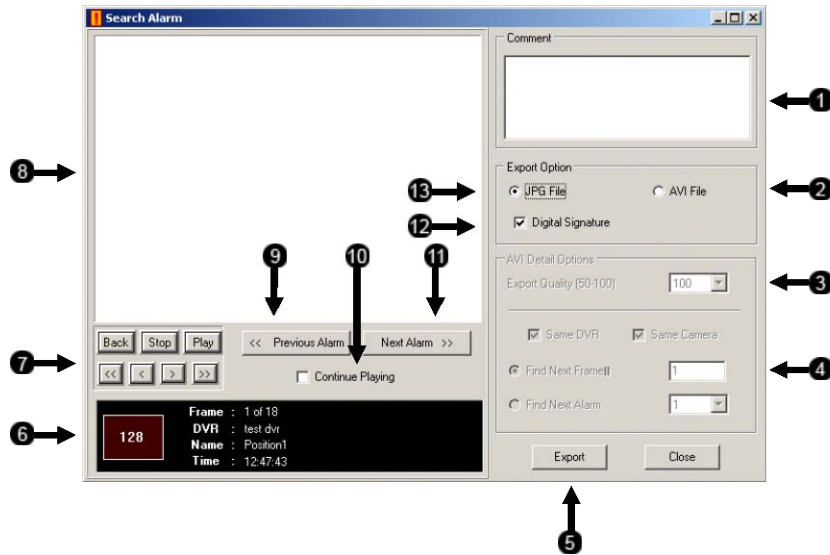 Search Alarm
Comment
1
Export Option
8
13
JPG File
AVI File
2
12
Digital Signature
9
10
11
AVI Detail Options
Export Quality (50-100)
100
3
Back
Stop
Play
<< Previous Alarm
Next Alarm >>
Same DVR
Same Camera
7
<<
<
>
>>
Continue Playing
Find Next Frame
1
4
Find Next Alarm
1
6
128
Frame : 1 of 18
DVR : test dvr
Name : Position1
Time : 12:47:43
Export
Close
5